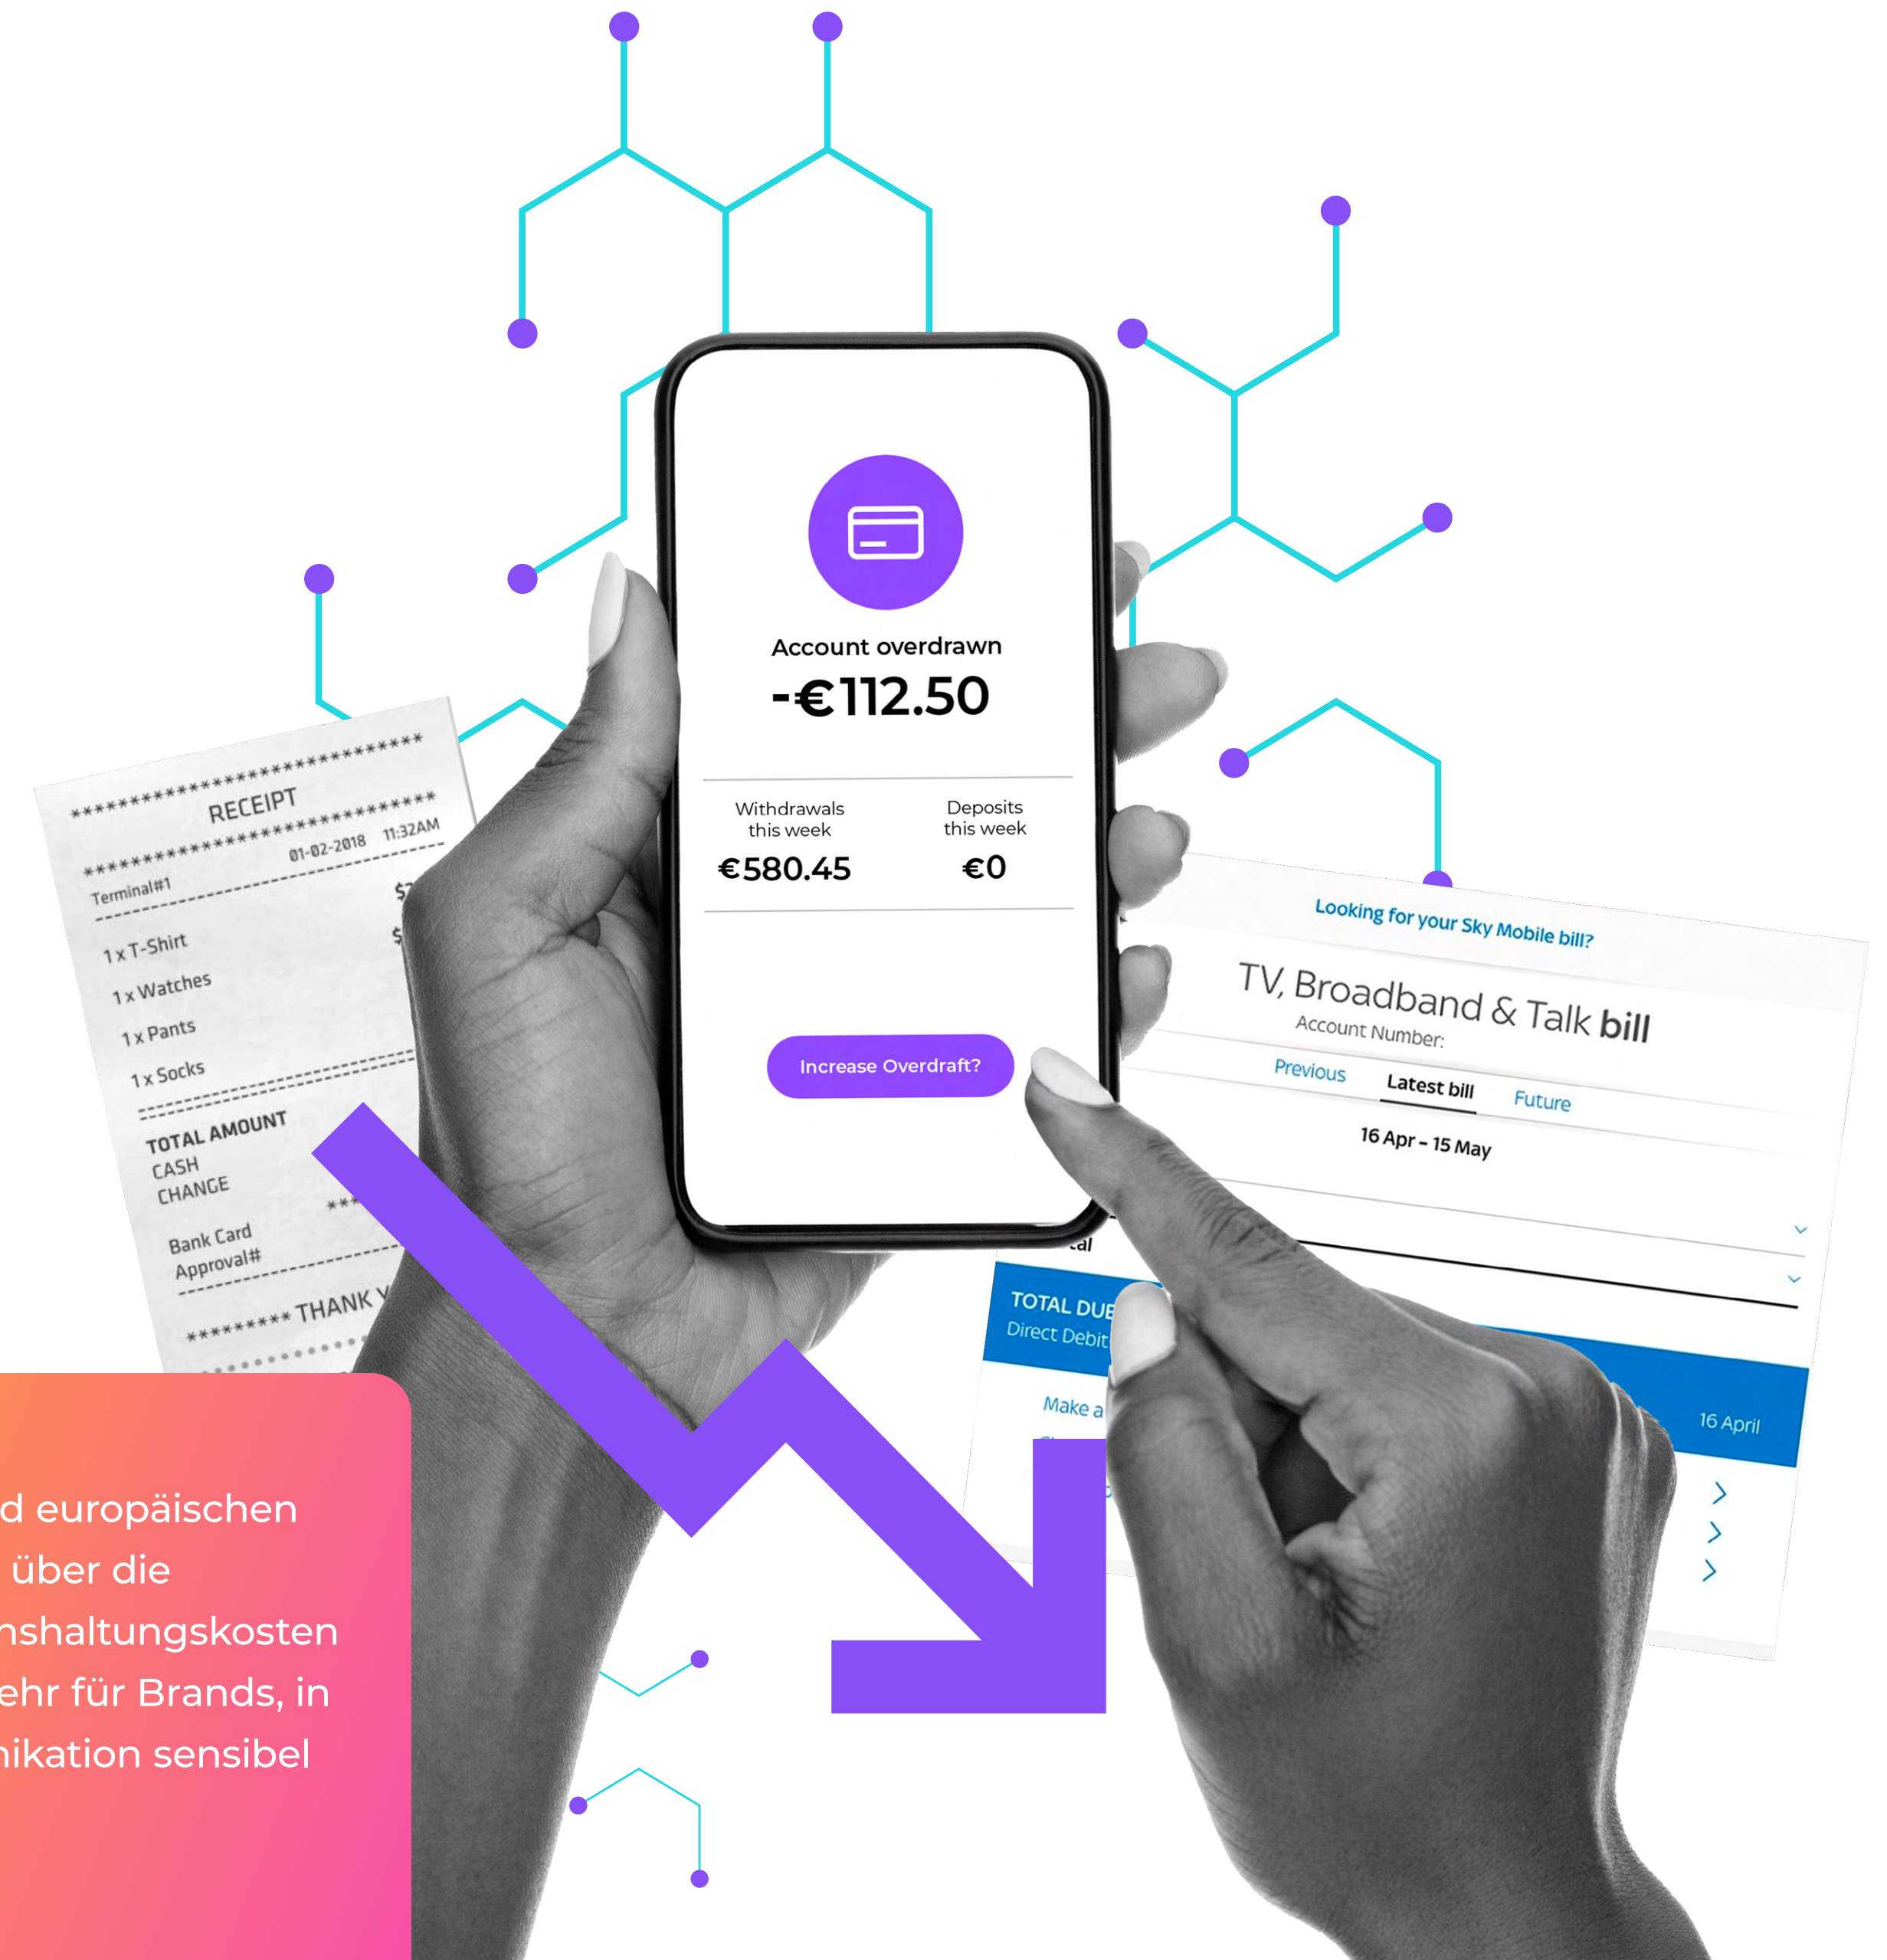 Account overdrawn
-€112.50
Withdrawals
this week
€580.45
Deposits
this week
€0
Increase Overdraft?
******************************
RECEIPT
******************************
01-02-2018 11:32AM
Terminal#1
1 x T-Shirt
1 x Watches
1 x Pants
1 x Socks
TOTAL AMOUNT
CASH
CHANGE
Bank Card
Approval#
********* THANK
Looking for your Sky Mobile bill?
TV, Broadband & Talk bill
Account Number:
Previous Latest bill Future
16 Apr – 15 May
TOTAL DUE
Direct Debit
16 April
Make a
d europäischen
über die
nshaltungskosten
ehr für Brands, in
nikation sensibel